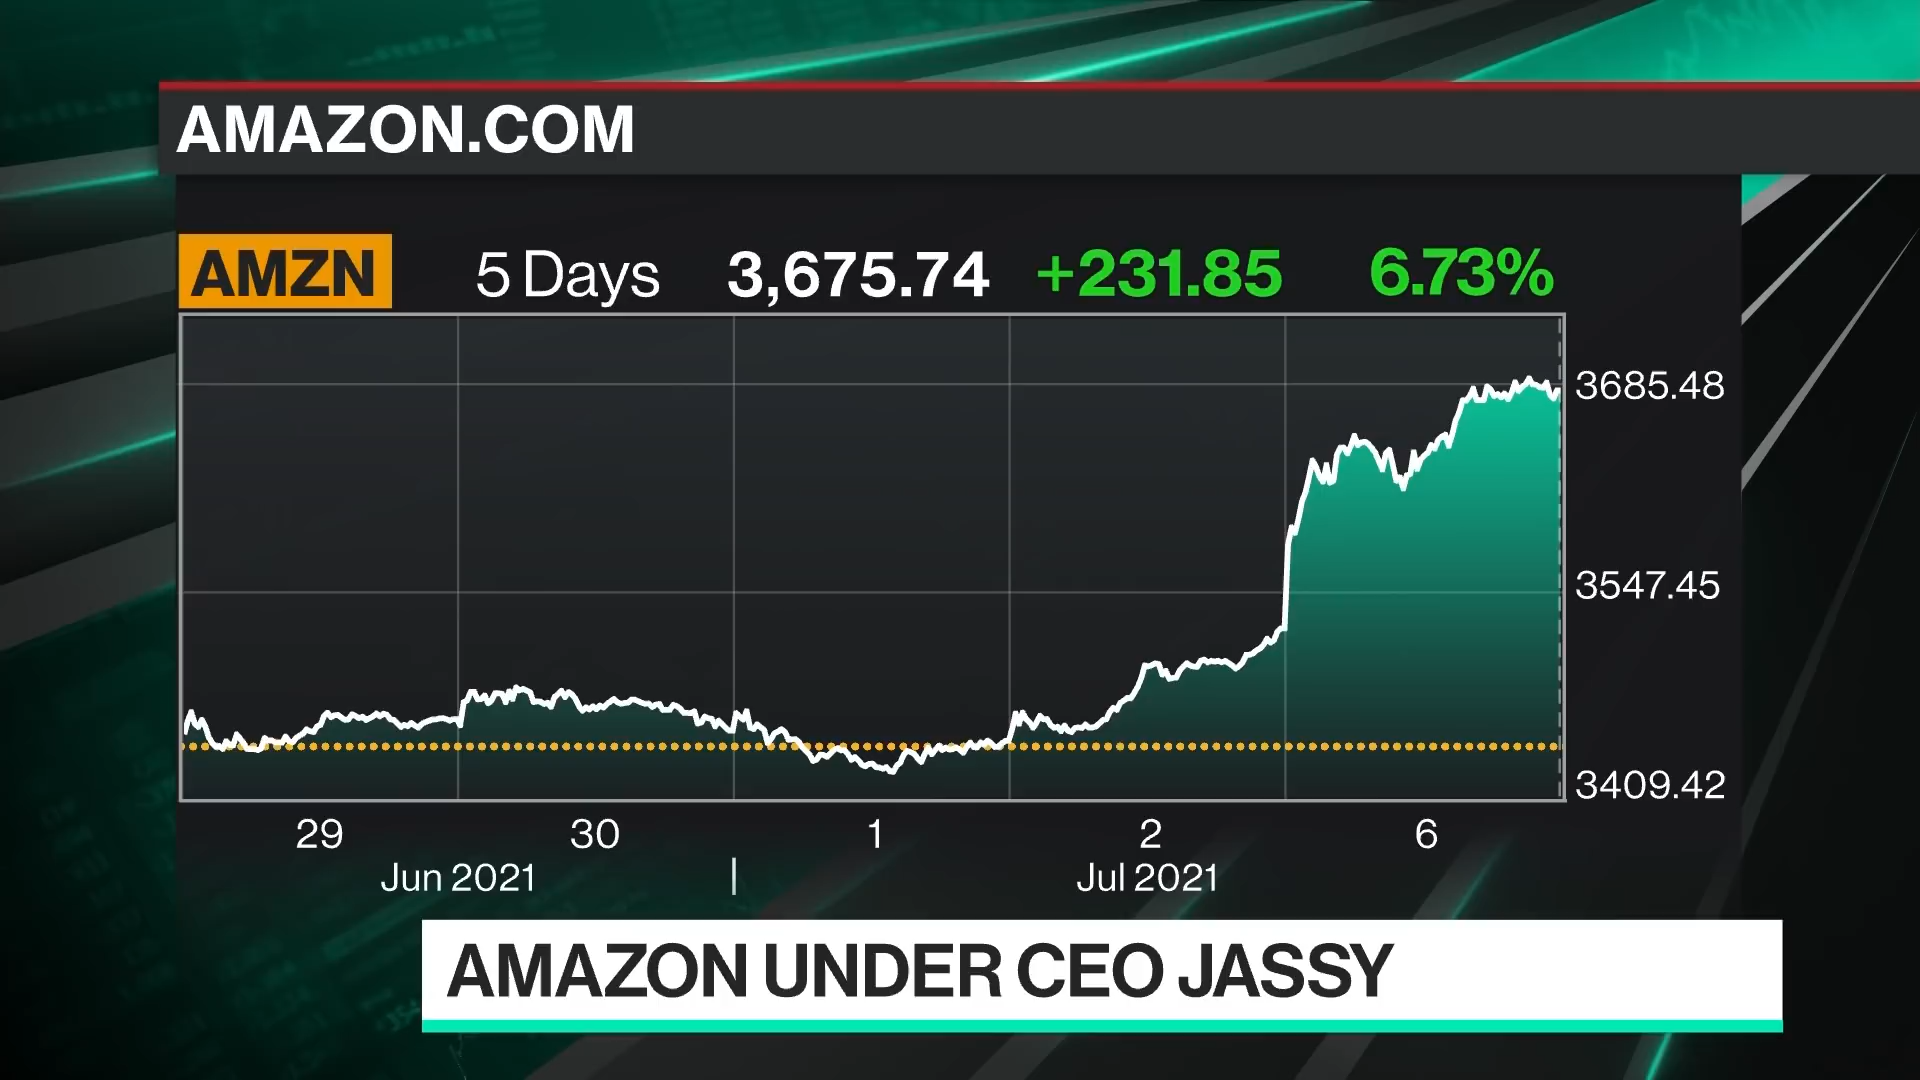 AMAZON.COM
AMZN 5 Days 3,675.74 +231.85 6.73%
3685.48
3547.45
3409.42
29 30 1 2 6
Jun 2021 | Jul 2021
AMAZON UNDER CEO JASSY